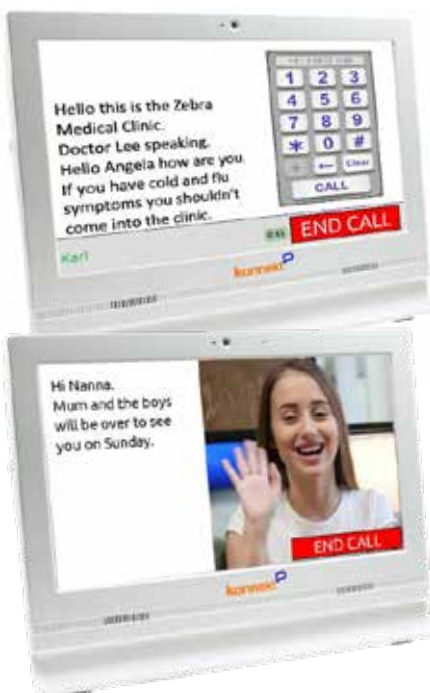 Hello this is the Zebra
Medical Clinic.
Doctor Lee speaking.
Hello Angela how are you.
If you have cold and flu
symptoms you shouldn't
come into the clinic.
1 2 3
4 5 6
7 8 9
* 0 #
+ ← Clear
CALL
END CALL
Karl
konnekt
Hi Nanna.
Mum and the boys
will be over to see
you on Sunday.
END CALL
konnekt